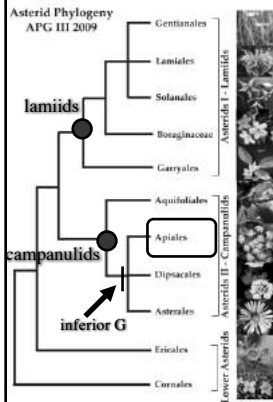 Asterid Phylogeny
APG III 2009
Gentianales
Lamiales
Solanales
Boraginaceae
Garryales
Asterids I - Lamiids
lamiids
Aquifoliales
Apiales
Dipsacales
Asterales
Asterids II - Campanulids
campanulids
inferior G
Ericales
Cornales
Lower Asterids